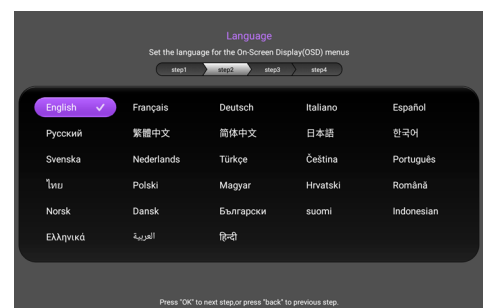 Language
Set the language for the On-Screen Display(OSD) menus
step1 step2 step3 step4
English Français Deutsch Italiano Español
Русский 繁體中文 简体中文 日本語 한국어
Svenska Nederlands Türkçe Čeština Português
ไทย Polski Magyar Hrvatski Română
Norsk Dansk Български suomi Indonesian
Ελληνικά العربية हिन्दी
Press "OK" to next step,or press "back" to previous step.